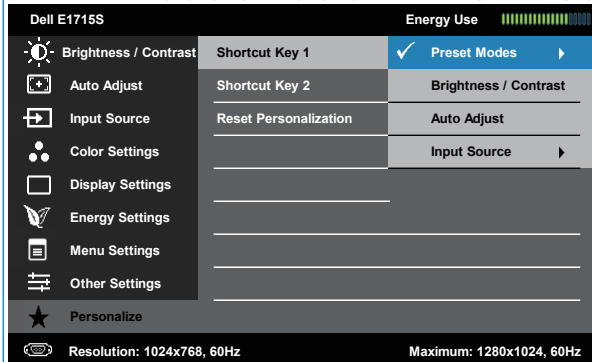 Dell E1715S Energy Use
Brightness / Contrast Shortcut Key 1 Preset Modes
Auto Adjust Shortcut Key 2 Brightness / Contrast
Input Source Reset Personalization Auto Adjust
Color Settings Input Source
Display Settings
Energy Settings
Menu Settings
Other Settings
Personalize
Resolution: 1024x768, 60Hz Maximum: 1280x1024, 60Hz